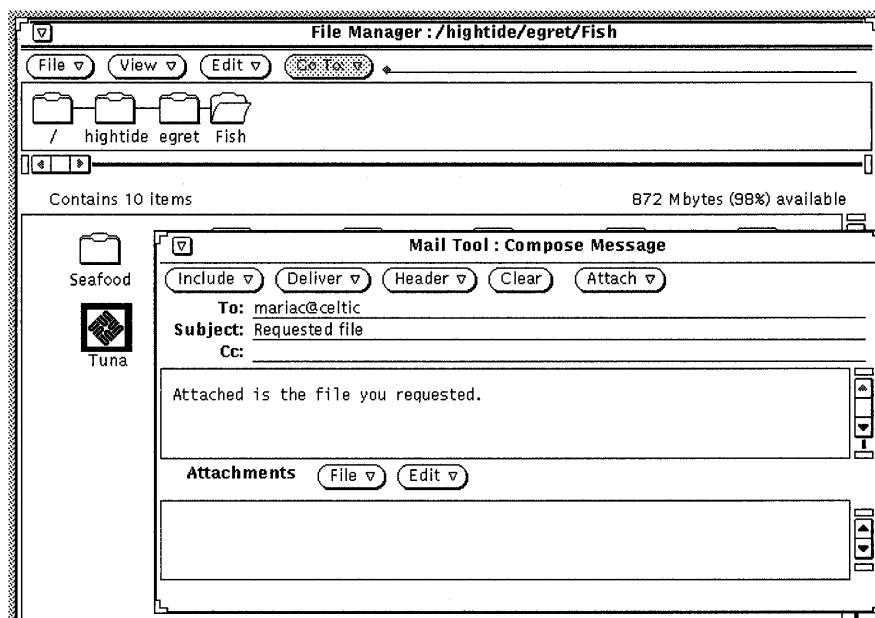 File Manager : /hightide/egret/Fish
File View Edit Go To
/ hightide egret Fish
Contains 10 items 872 Mbytes (98%) available
Seafood
Tuna
Mail Tool : Compose Message
Include Deliver Header Clear Attach
To: mariac@celtic
Subject: Requested file
Cc:
Attached is the file you requested.
Attachments File Edit